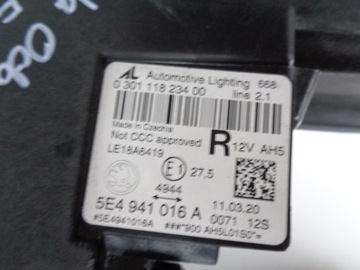 Automotive Lighting 668
0 301 118 234 00 line 2.1
Made in Czechia
Not CCC approved R 12V AH5
LE18A6419
E1 27,5
4944 11.03.20
5E4 941 016 A 0071 12S
#5E4941016A ###*900 AH5L01S0*=